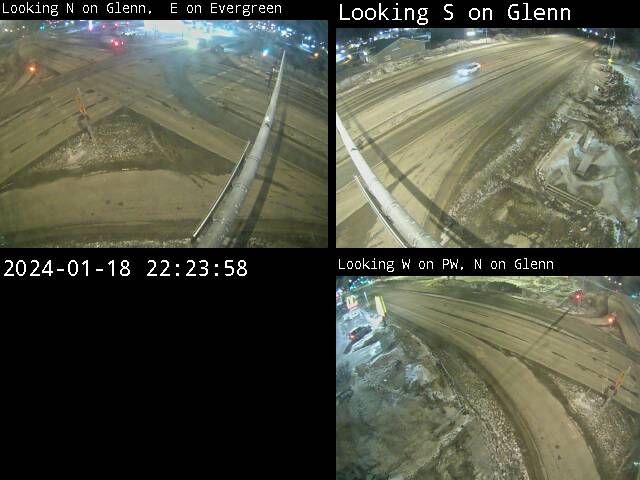 Looking N on Glenn,  E on Evergreen
Looking S on Glenn
2024-01-18 22:23:58
Looking W on PW, N on Glenn